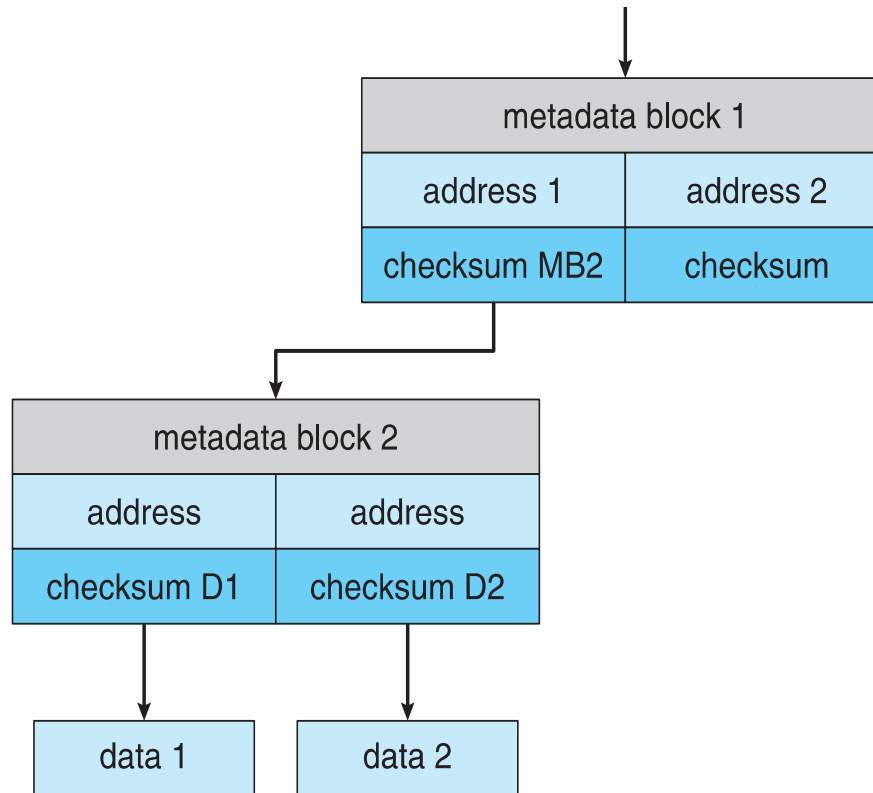 metadata block 1
address 1
address 2
checksum MB2
checksum
metadata block 2
address
address
checksum D1
checksum D2
data 1
data 2